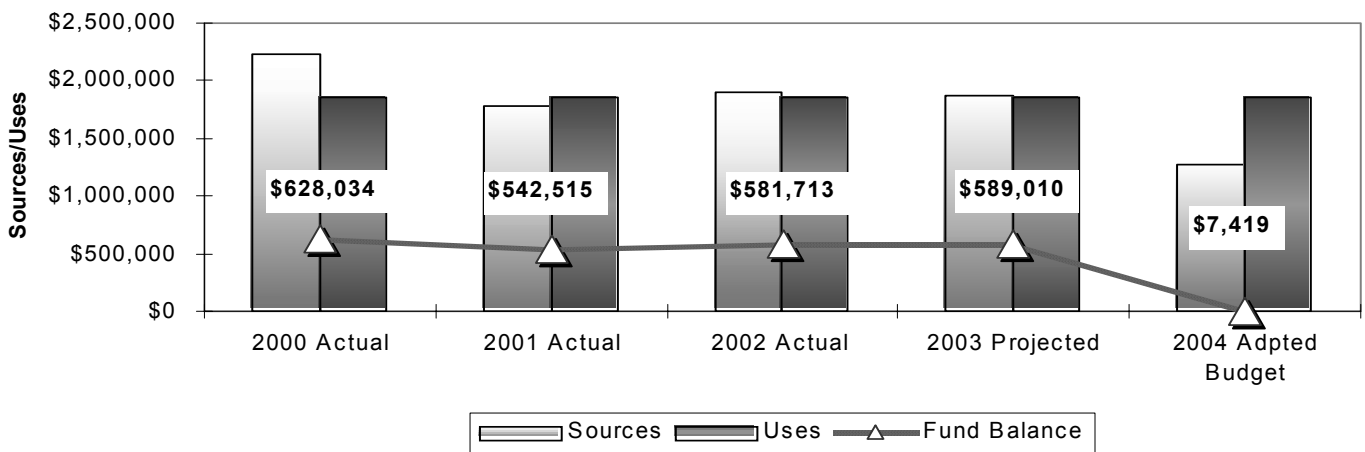 $2,500,000
$2,000,000
$1,500,000
$1,000,000
$500,000
$0
Sources/Uses
$628,034
$542,515
$581,713
$589,010
$7,419
2000 Actual
2001 Actual
2002 Actual
2003 Projected
2004 Adpted
Budget
Sources
Uses
Fund Balance